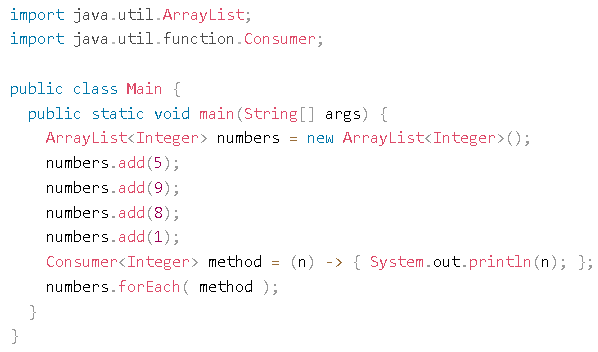 import java.util.ArrayList;
import java.util.function.Consumer;

public class Main {
  public static void main(String[] args) {
    ArrayList<Integer> numbers = new ArrayList<Integer>();
    numbers.add(5);
    numbers.add(9);
    numbers.add(8);
    numbers.add(1);
    Consumer<Integer> method = (n) -> { System.out.println(n); };
    numbers.forEach( method );
  }
}